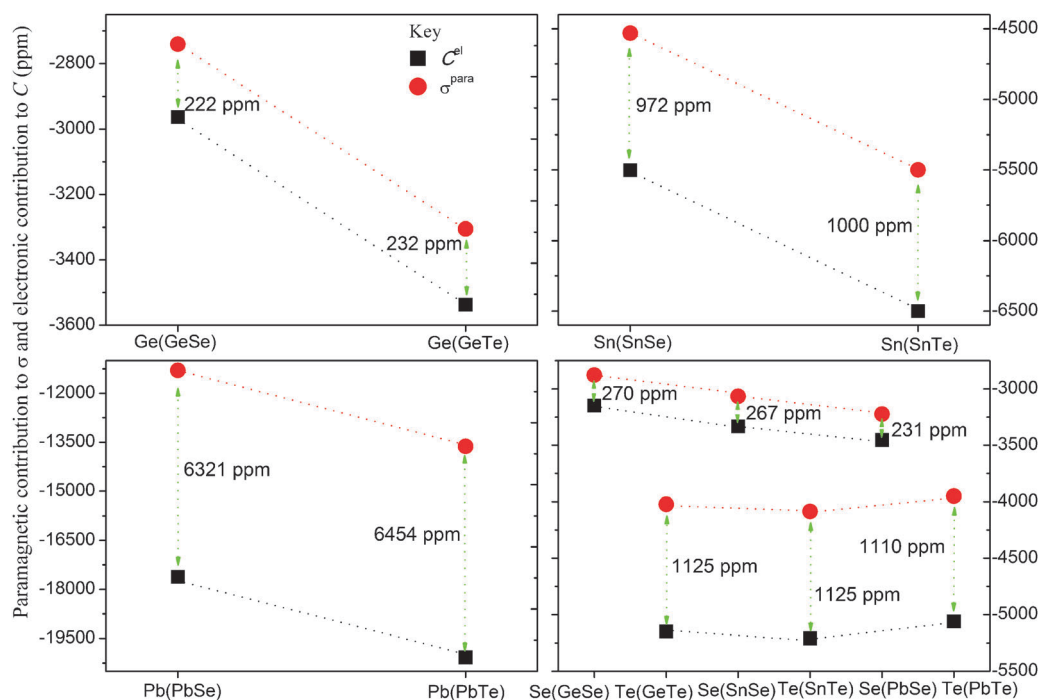 Paramagnetic contribution to σ and electronic contribution to C (ppm)
Key
C^el
σ^para
-2800
-3000
-3200
-3400
-3600
222 ppm
232 ppm
Ge(GeSe)
Ge(GeTe)
-4500
-5000
-5500
-6000
-6500
972 ppm
1000 ppm
Sn(SnSe)
Sn(SnTe)
-12000
-13500
-15000
-16500
-18000
-19500
6321 ppm
6454 ppm
Pb(PbSe)
Pb(PbTe)
-3000
-3500
-4000
-4500
-5000
-5500
270 ppm
267 ppm
231 ppm
1125 ppm
1125 ppm
1110 ppm
Se(GeSe) Te(GeTe) Se(SnSe) Te(SnTe) Se(PbSe) Te(PbTe)